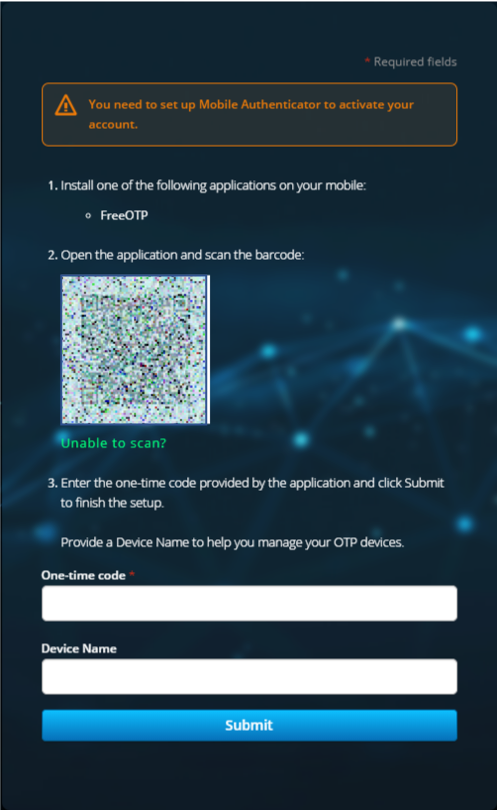 * Required fields
You need to set up Mobile Authenticator to activate your
account.
1. Install one of the following applications on your mobile:
FreeOTP
2. Open the application and scan the barcode:
Unable to scan?
3. Enter the one-time code provided by the application and click Submit
to finish the setup.
Provide a Device Name to help you manage your OTP devices.
One-time code *
Device Name
Submit